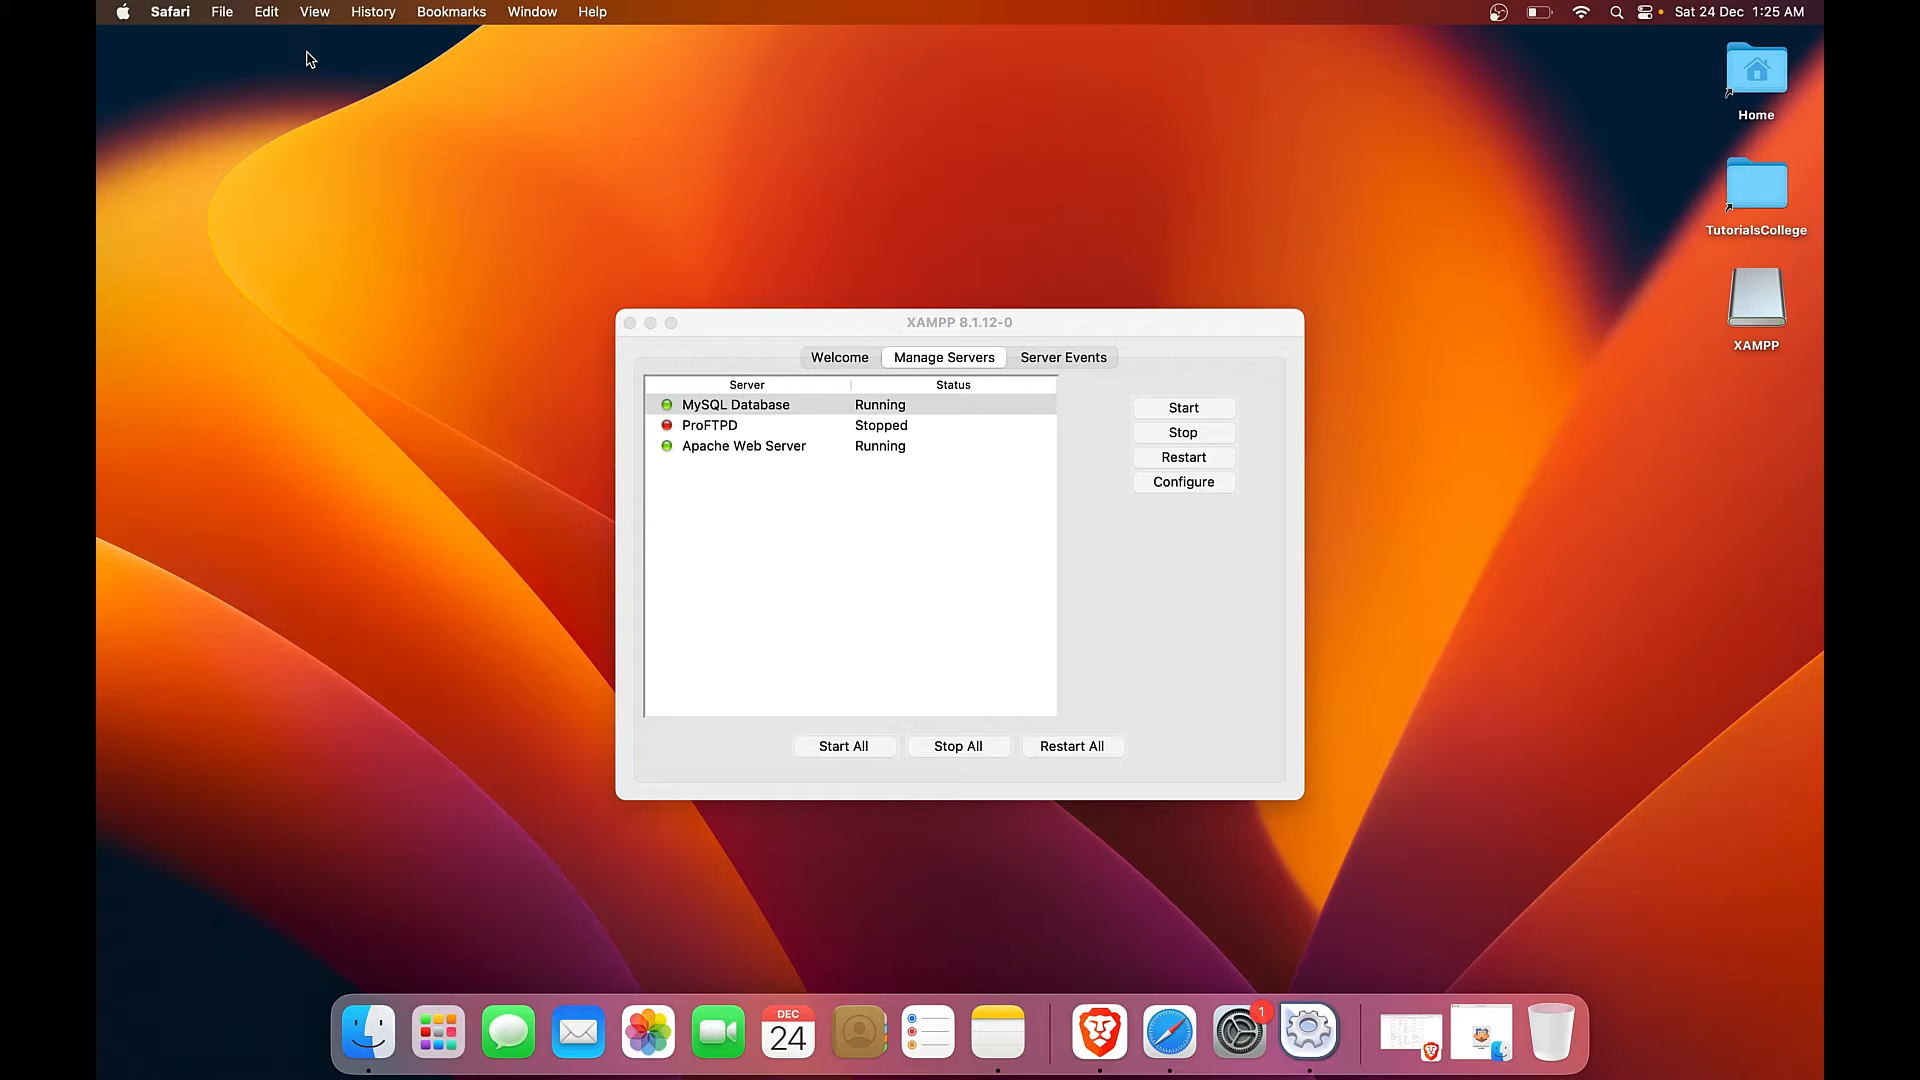 Safari File Edit View History Bookmarks Window Help Sat 24 Dec 1:25 AM
Home
TutorialsCollege
XAMPP
XAMPP 8.1.12-0
Welcome Manage Servers Server Events
Server Status
MySQL Database Running
ProFTPD Stopped
Apache Web Server Running
Start
Stop
Restart
Configure
Start All Stop All Restart All
DEC
24
1